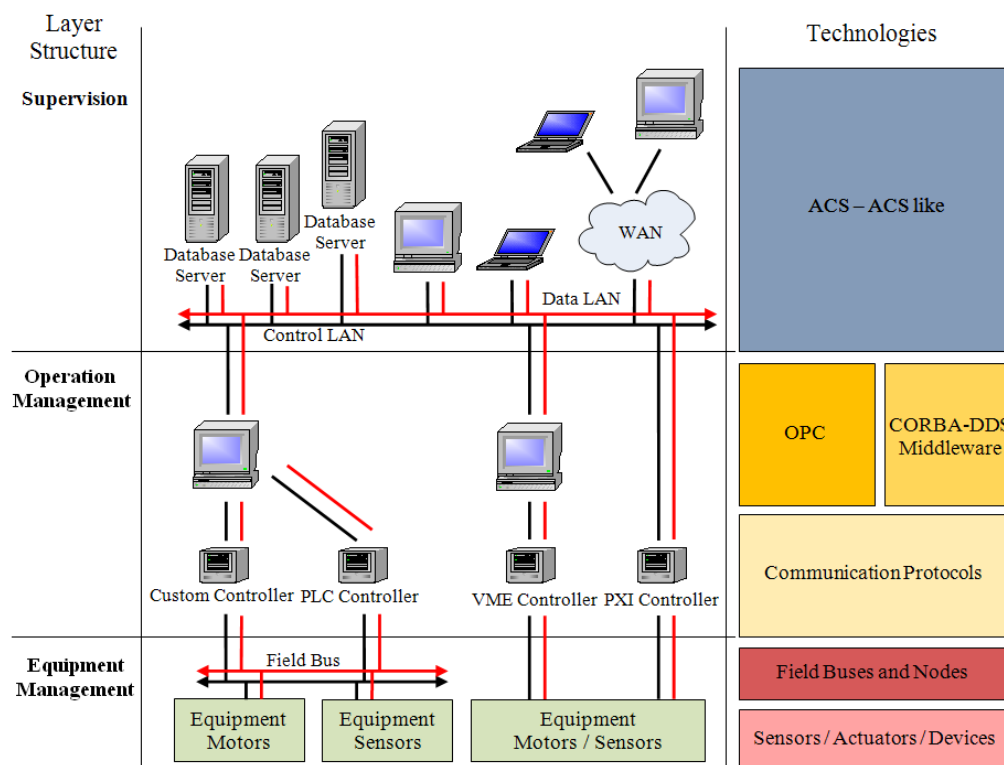 Layer
Structure
Technologies
Supervision
ACS – ACS like
WAN
Database
Server
Database
Server
Database
Server
Data LAN
Control LAN
Operation
Management
OPC
CORBA-DDS
Middleware
Communication Protocols
Custom Controller
PLC Controller
VME Controller
PXI Controller
Equipment
Management
Field Bus
Field Buses and Nodes
Equipment
Motors
Equipment
Sensors
Equipment
Motors / Sensors
Sensors / Actuators / Devices